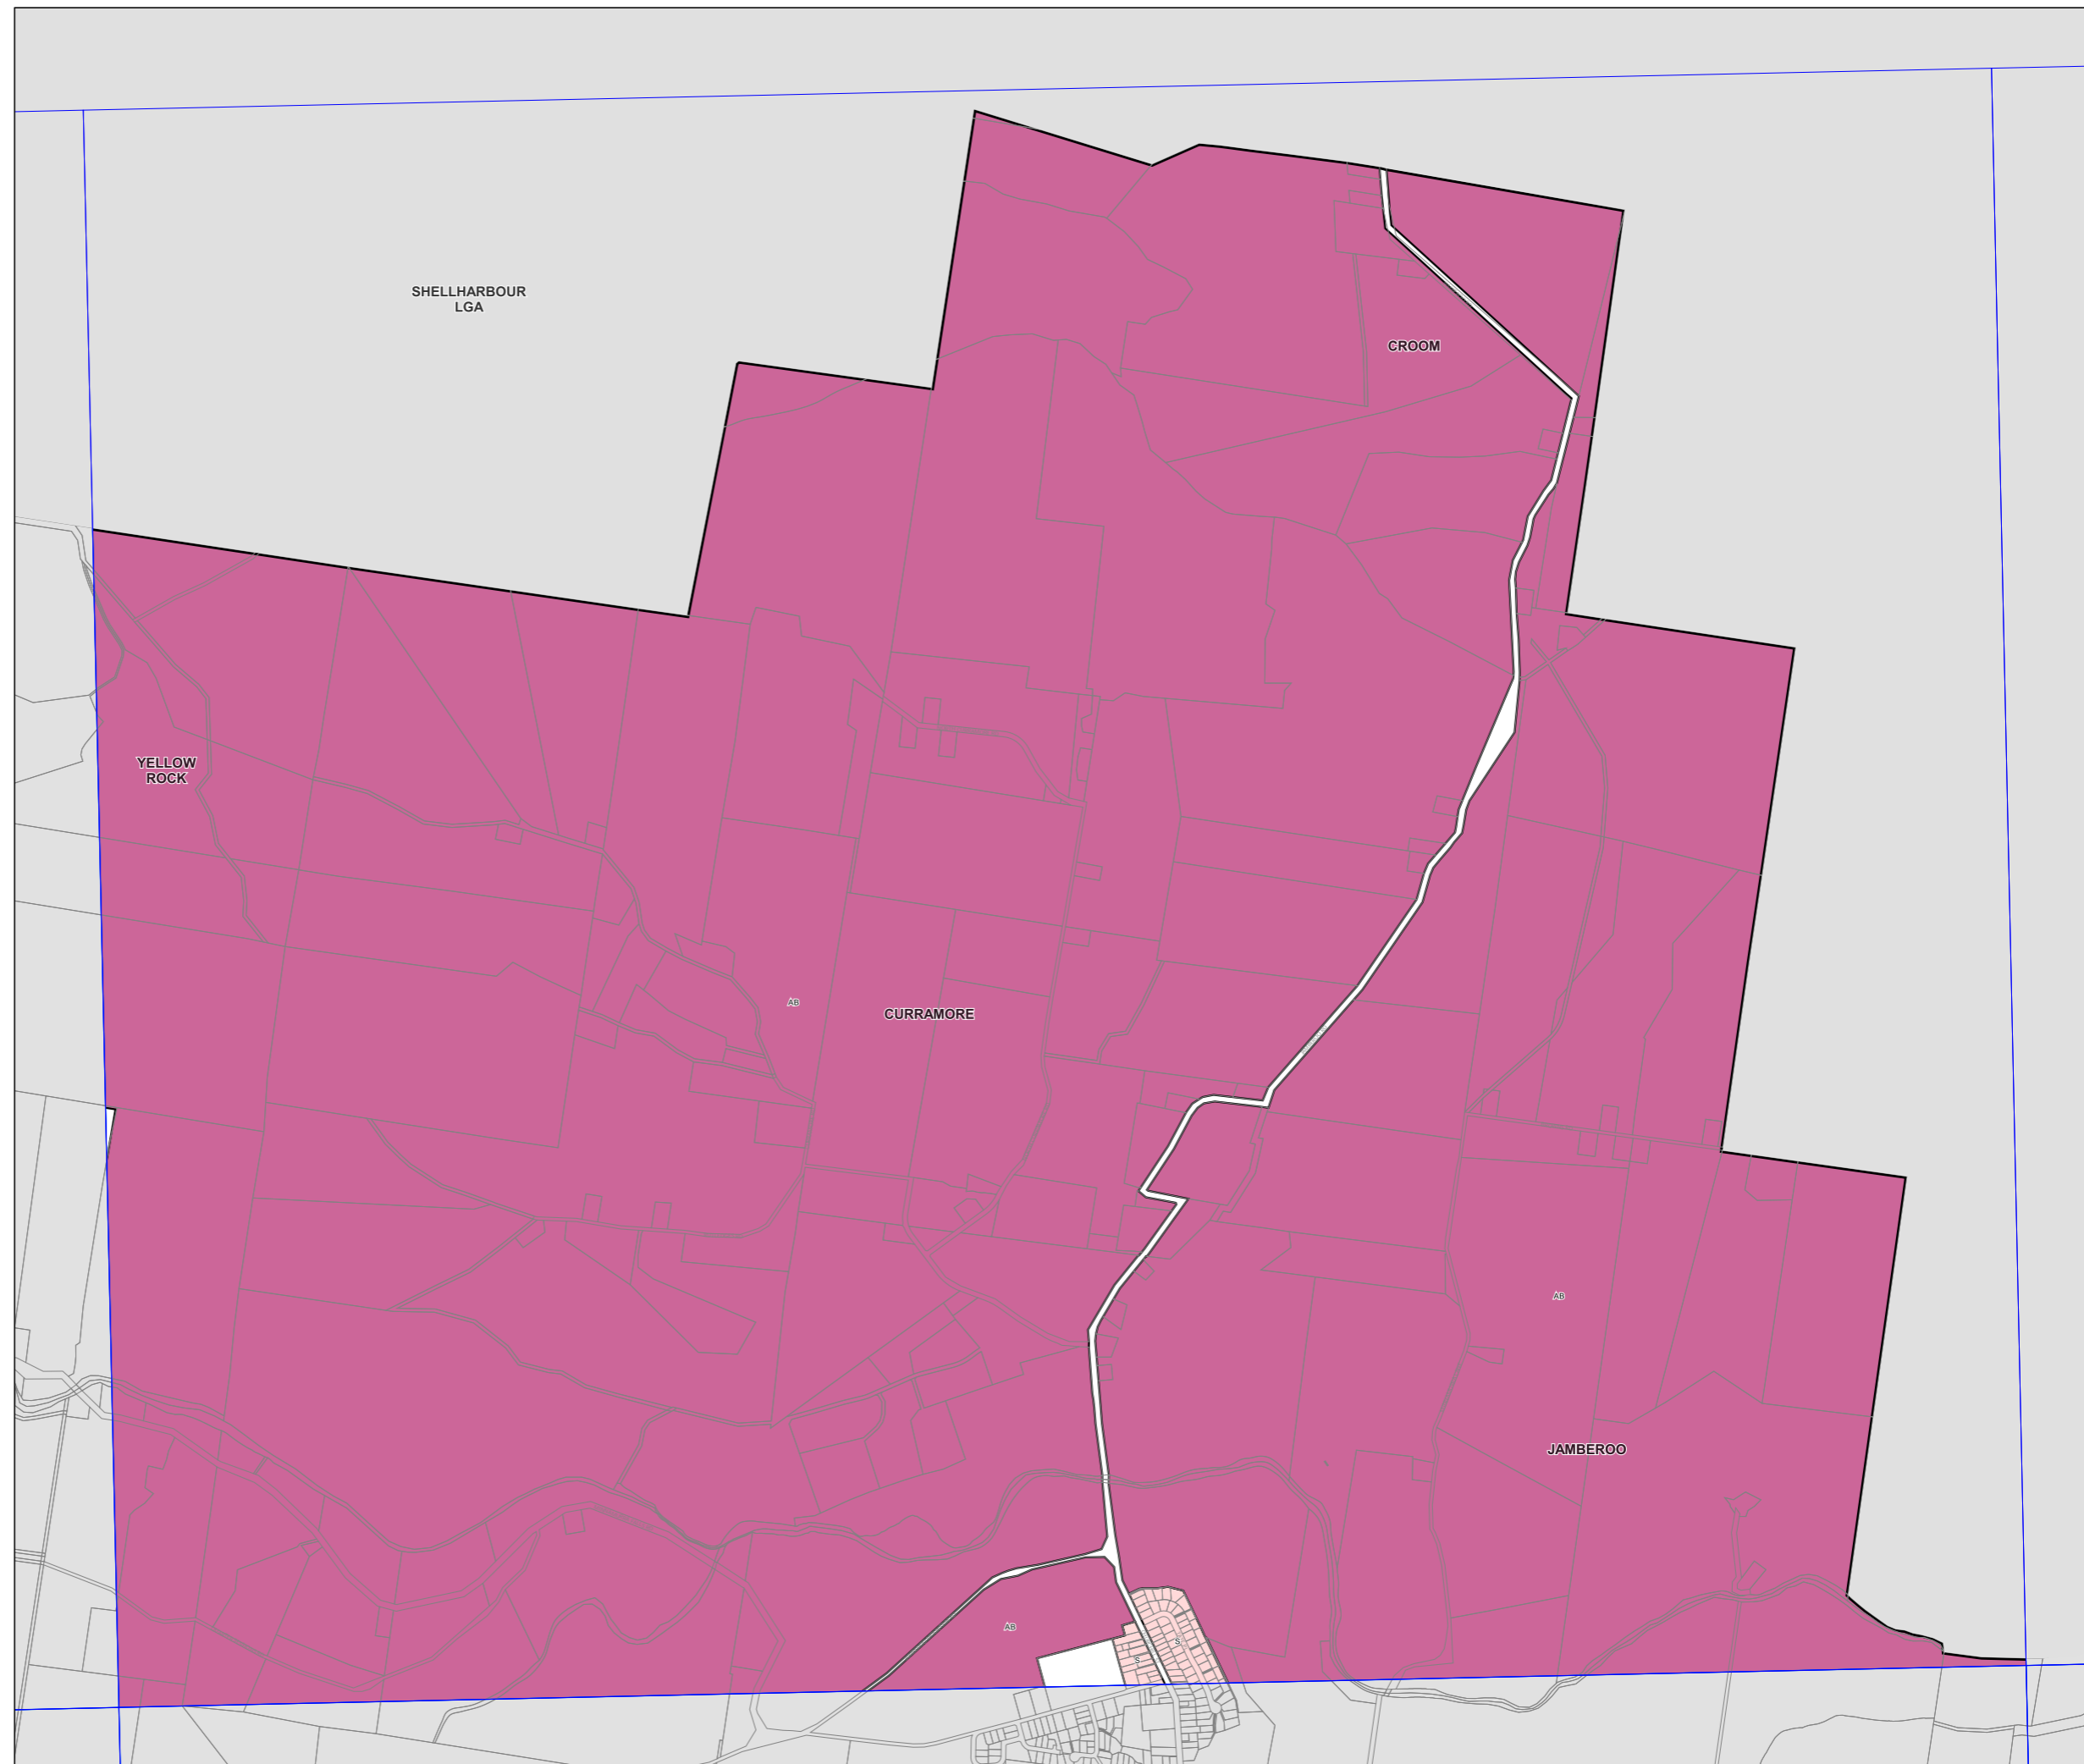 SHELLHARBOUR
LGA
CROOM
YELLOW
ROCK
AB
CURRAMORE
AB
JAMBEROO
AB
S
S